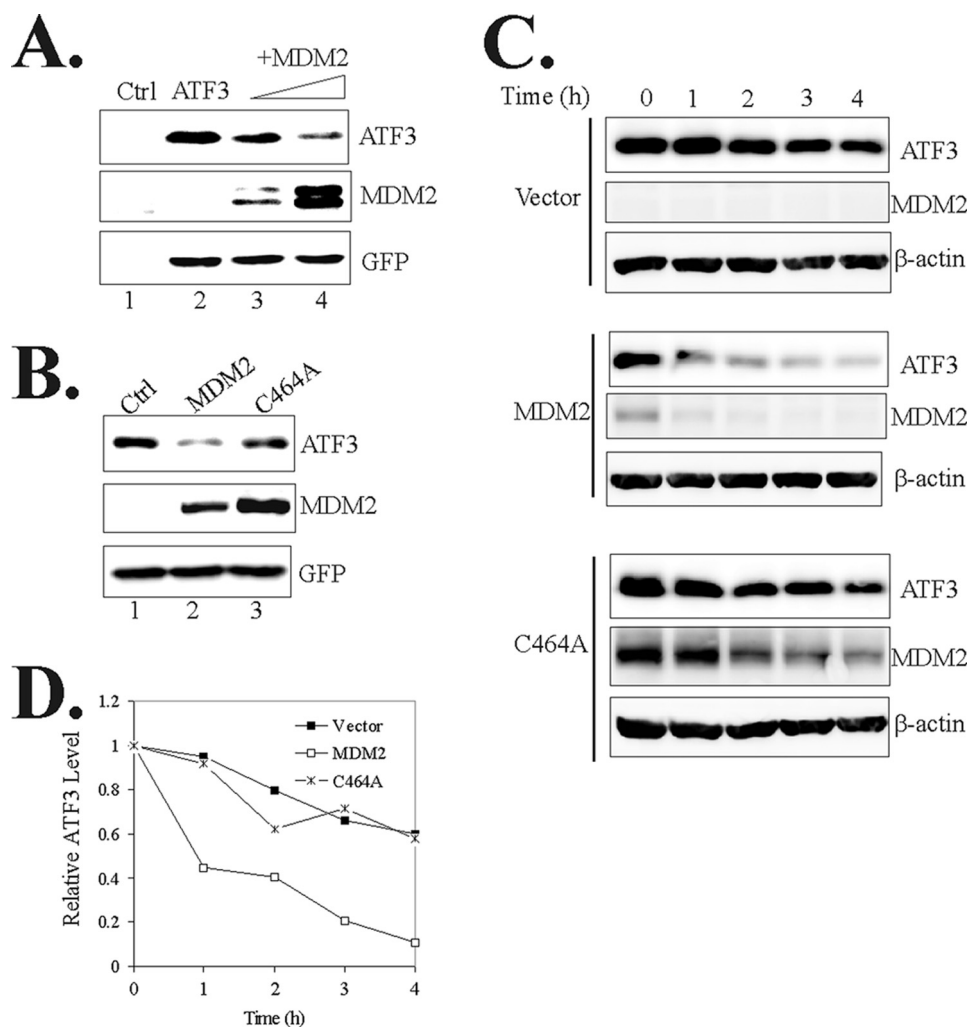 A.
+MDM2
Ctrl ATF3
ATF3
MDM2
GFP
1 2 3 4
B.
Ctrl MDM2 C464A
ATF3
MDM2
GFP
1 2 3
C.
Time (h) 0 1 2 3 4
Vector
ATF3
MDM2
β-actin
MDM2
ATF3
MDM2
β-actin
C464A
ATF3
MDM2
β-actin
D.
Relative ATF3 Level
1.2
1
0.8
0.6
0.4
0.2
0
Vector
MDM2
C464A
0 1 2 3 4
Time (h)